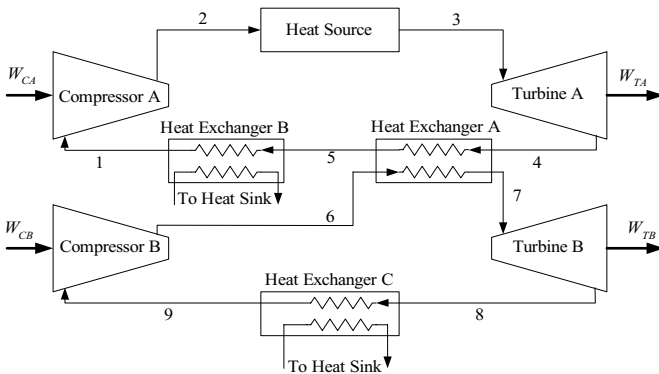 2
Heat Source
3
W_CA
Compressor A
Turbine A
W_TA
Heat Exchanger B
Heat Exchanger A
1
5
4
To Heat Sink
6
7
W_CB
Compressor B
Turbine B
W_TB
Heat Exchanger C
9
8
To Heat Sink